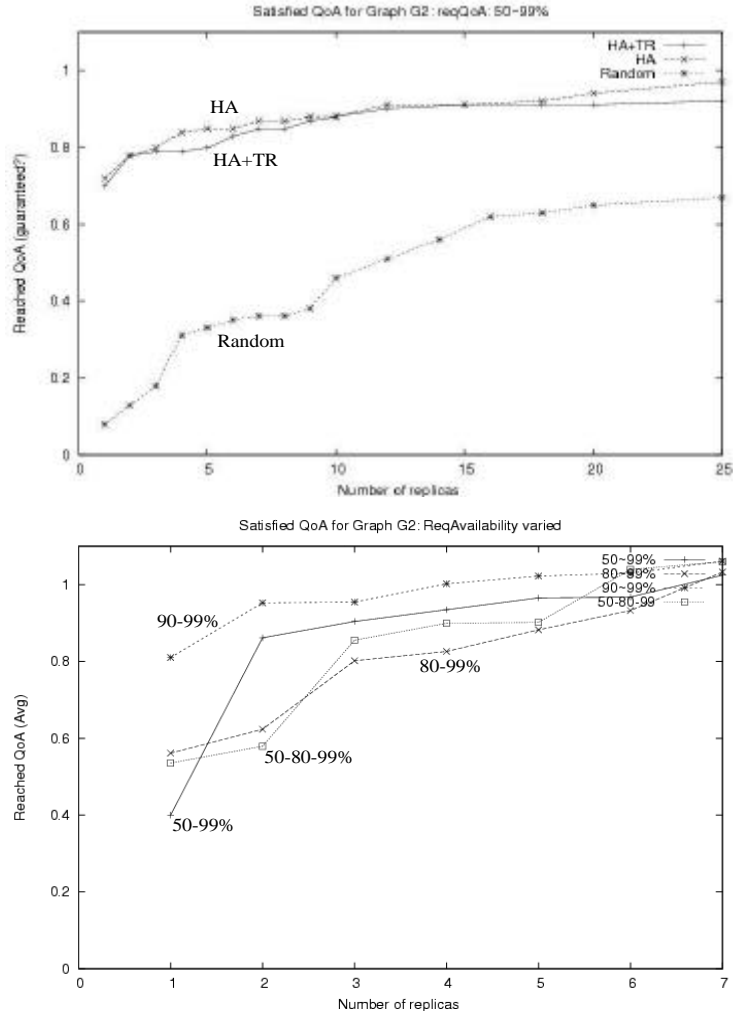 Satisfied QoA for Graph G2: reqQoA: 50~99%
Reached QoA (guaranteed?)
1
0.8
0.6
0.4
0.2
0
HA+TR
HA
Random
HA
HA+TR
Random
0 5 10 15 20 25
Number of replicas
Satisfied QoA for Graph G2: ReqAvailability varied
Reached QoA (Avg)
1
0.8
0.6
0.4
0.2
0
50~99%
80~99%
90~99%
50-80-99
90-99%
80-99%
50-80-99%
50-99%
0 1 2 3 4 5 6 7
Number of replicas